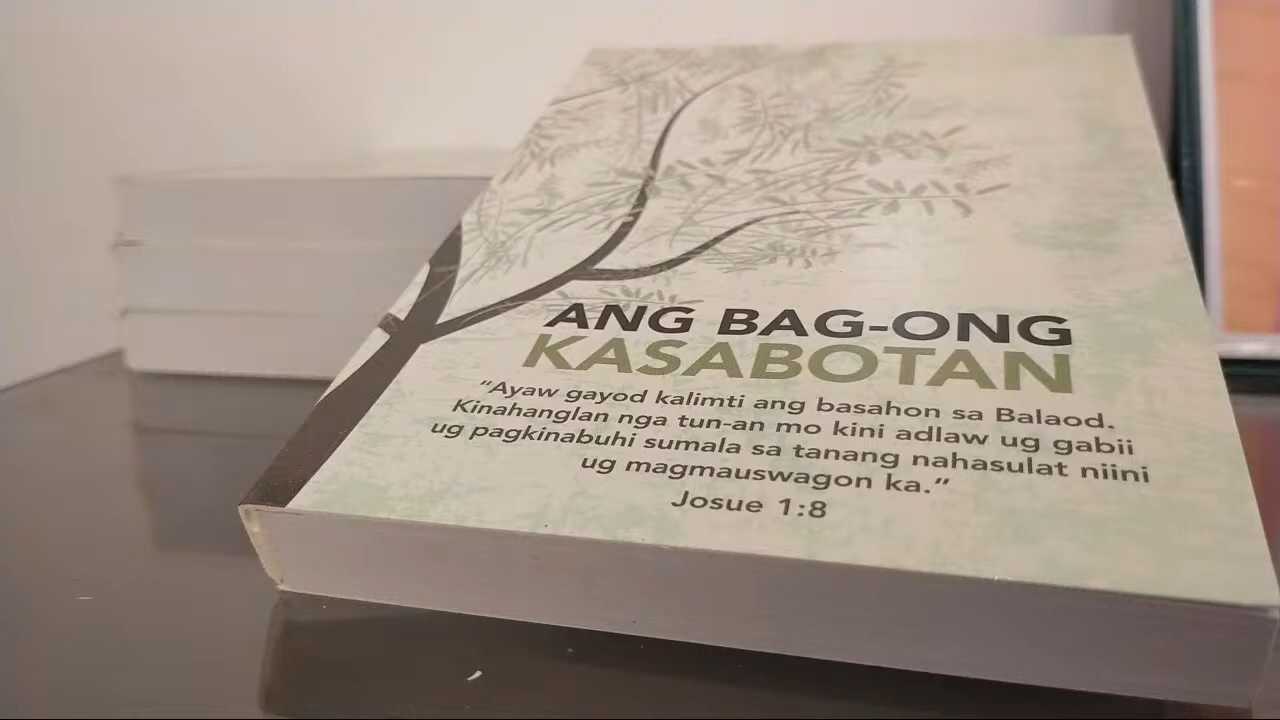 ANG BAG-ONG
KASABOTAN
“Ayaw gayod kalimti ang basahon sa Balaod.
Kinahanglan nga tun-an mo kini adlaw ug gabii
ug pagkinabuhi sumala sa tanang nahasulat niini
ug magmauswagon ka.”
Josue 1:8